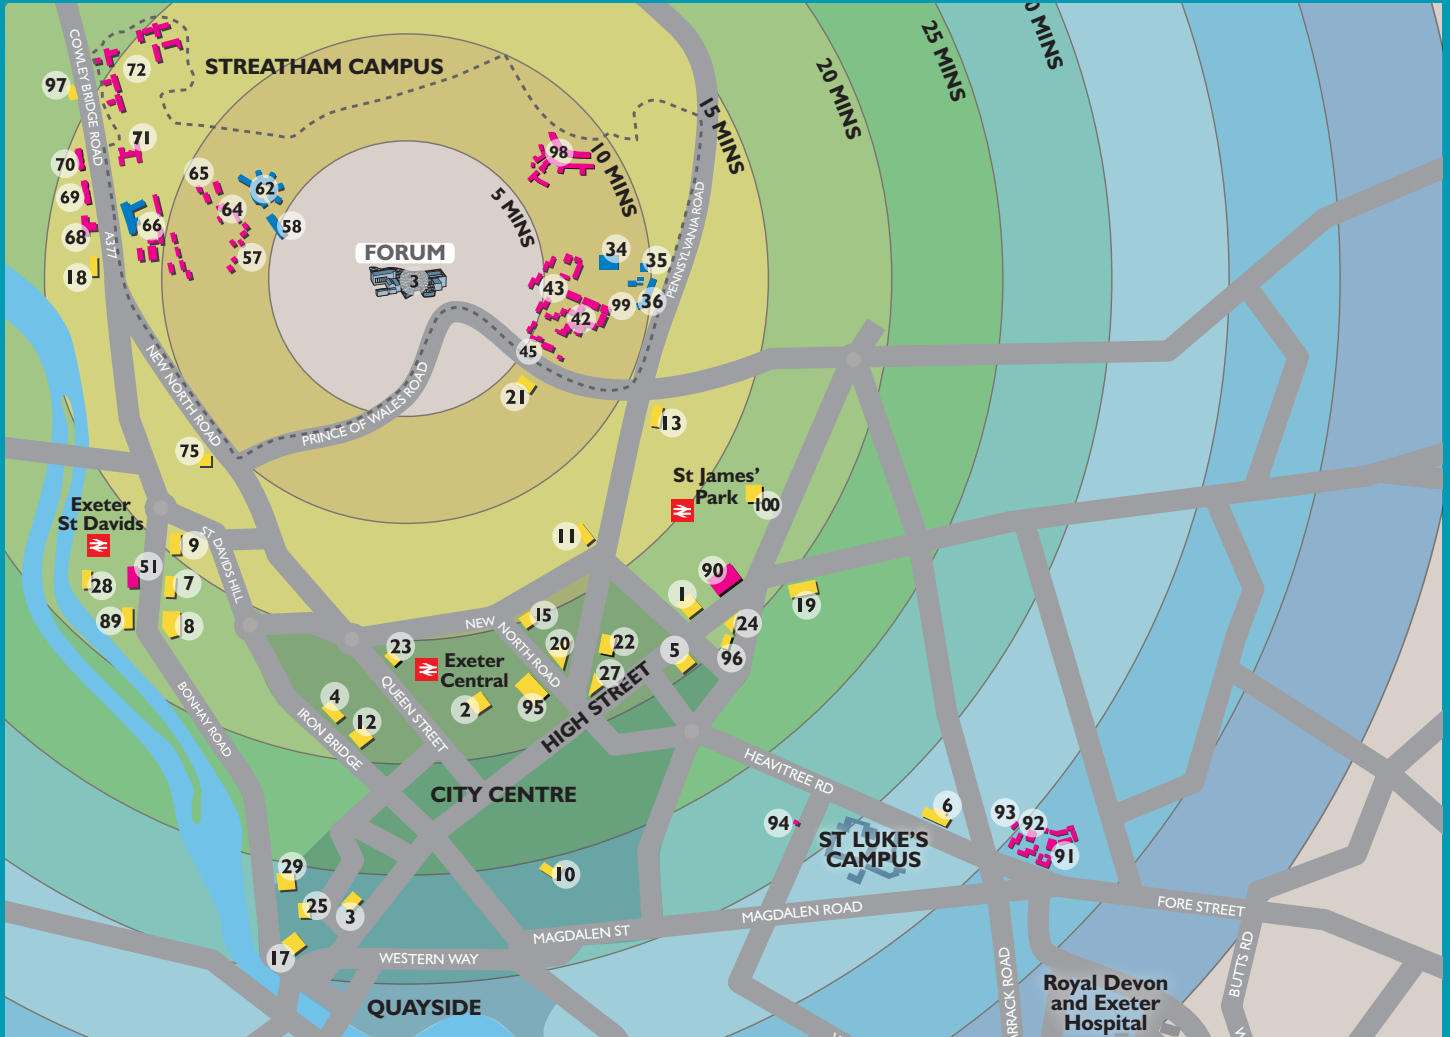 COWLEY BRIDGE ROAD
72
97
STREATHAM CAMPUS
15 MINS
20 MINS
25 MINS
0 MINS
71
70
69
68
18
A377
66
65
64
62
58
57
5 MINS
10 MINS
98
FORUM
3
34
35
36
99
43
42
45
PENNSYLVANIA ROAD
21
13
NEW NORTH ROAD
PRINCE OF WALES ROAD
75
St James'
Park
100
Exeter
St Davids
ST DAVIDS HILL
9
11
51
28
7
89
8
90
1
19
24
96
5
NEW NORTH ROAD
15
20
22
27
23
Exeter
Central
2
95
4
12
QUEEN STREET
IRON BRIDGE
BONHAY ROAD
HIGH STREET
CITY CENTRE
HEAVITREE RD
94
ST LUKE'S
CAMPUS
6
93
92
91
29
25
3
17
10
MAGDALEN ST
MAGDALEN ROAD
FORE STREET
WESTERN WAY
QUAYSIDE
ARRACK ROAD
Royal Devon
and Exeter
Hospital
BUTTS RD